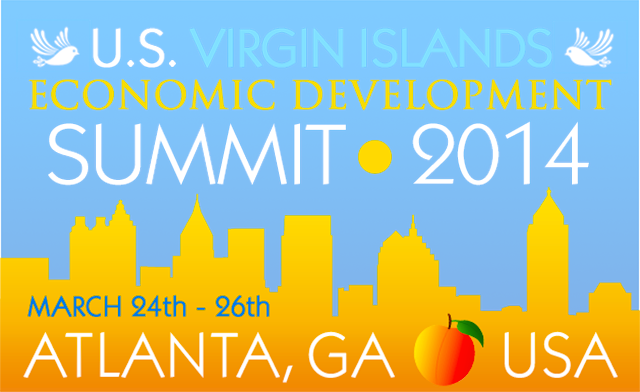 U.S. VIRGIN ISLANDS
ECONOMIC DEVELOPMENT
SUMMIT • 2014
MARCH 24th - 26th
ATLANTA, GA USA